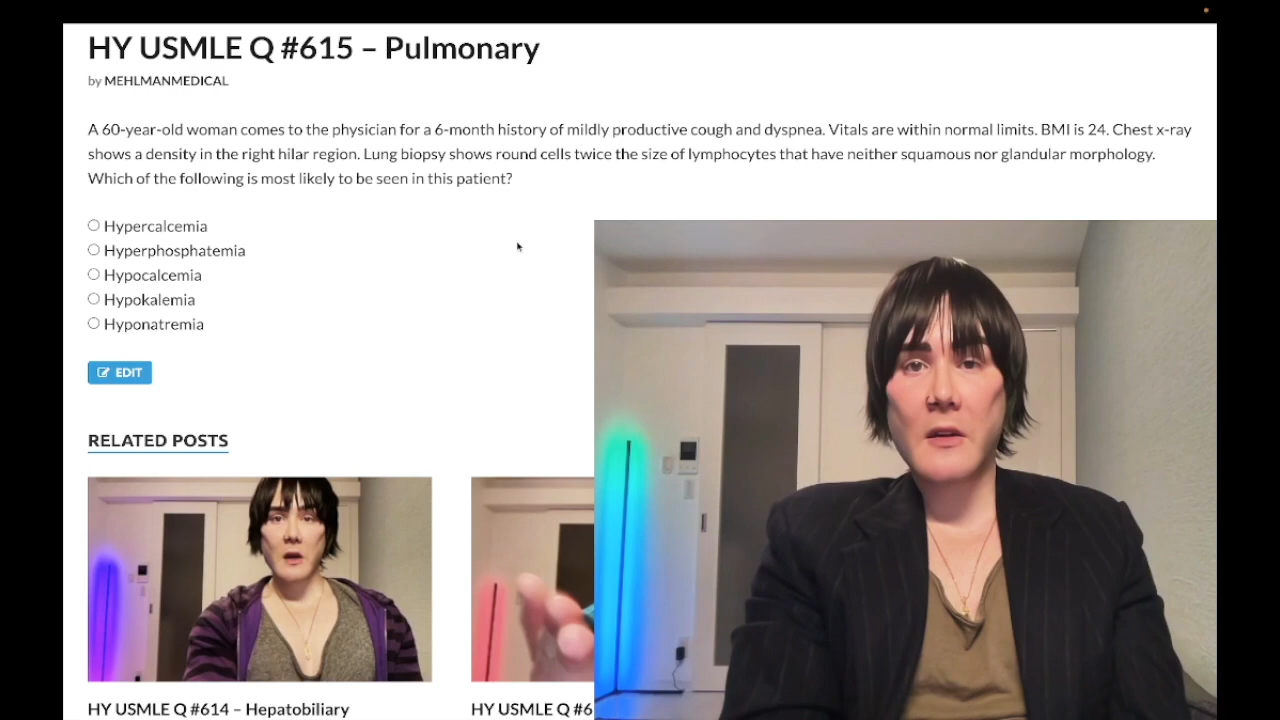 HY USMLE Q #615 – Pulmonary
by MEHLMANMEDICAL
A 60-year-old woman comes to the physician for a 6-month history of mildly productive cough and dyspnea. Vitals are within normal limits. BMI is 24. Chest x-ray
shows a density in the right hilar region. Lung biopsy shows round cells twice the size of lymphocytes that have neither squamous nor glandular morphology.
Which of the following is most likely to be seen in this patient?
Hypercalcemia
Hyperphosphatemia
Hypocalcemia
Hypokalemia
Hyponatremia
EDIT
RELATED POSTS
HY USMLE Q #614 – Hepatobiliary
HY USMLE Q #6